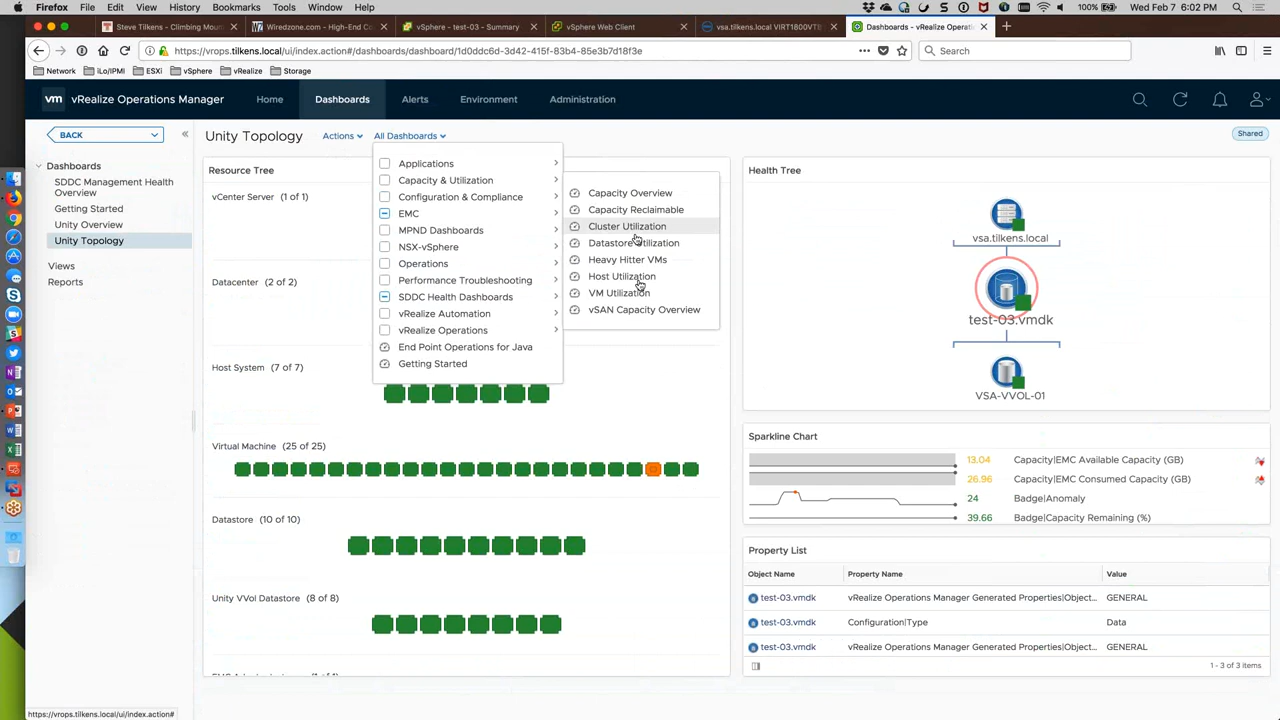 Firefox File Edit View History Bookmarks Tools Window Help 100% Wed Feb 7 6:02 PM
Steve Tilkens – Climbing Moun
Wiredzone.com - High-End Co
vSphere - test-03 - Summary
vSphere Web Client
vsa.tilkens.local VIRT1600VTB
Dashboards - vRealize Operati
https://vrops.tilkens.local/ui/index.action#/dashboards/dashboard/1d0ddc6d-3d42-415f-83b4-85e3b7d18f3e
Search
Network iLo/IPMI ESXi vSphere vRealize Storage
vm vRealize Operations Manager Home Dashboards Alerts Environment Administration
BACK
Unity Topology Actions All Dashboards Shared
Dashboards
SDDC Management Health
Overview
Getting Started
Unity Overview
Unity Topology
Views
Reports
Resource Tree
vCenter Server (1 of 1)
Datacenter (2 of 2)
Host System (7 of 7)
Virtual Machine (25 of 25)
Datastore (10 of 10)
Unity VVol Datastore (8 of 8)
Applications
Capacity & Utilization
Configuration & Compliance
EMC
MPND Dashboards
NSX-vSphere
Operations
Performance Troubleshooting
SDDC Health Dashboards
vRealize Automation
vRealize Operations
End Point Operations for Java
Getting Started
Capacity Overview
Capacity Reclaimable
Cluster Utilization
Datastore Utilization
Heavy Hitter VMs
Host Utilization
VM Utilization
vSAN Capacity Overview
Health Tree
vsa.tilkens.local
test-03.vmdk
VSA-VVOL-01
Sparkline Chart
13.04 Capacity|EMC Available Capacity (GB)
26.96 Capacity|EMC Consumed Capacity (GB)
24 Badge|Anomaly
39.66 Badge|Capacity Remaining (%)
Property List
Object Name Property Name Value
test-03.vmdk vRealize Operations Manager Generated Properties|Object... GENERAL
test-03.vmdk Configuration|Type Data
test-03.vmdk vRealize Operations Manager Generated Properties|Object... GENERAL
1 - 3 of 3 items
https://vrops.tilkens.local/ui/index.action#